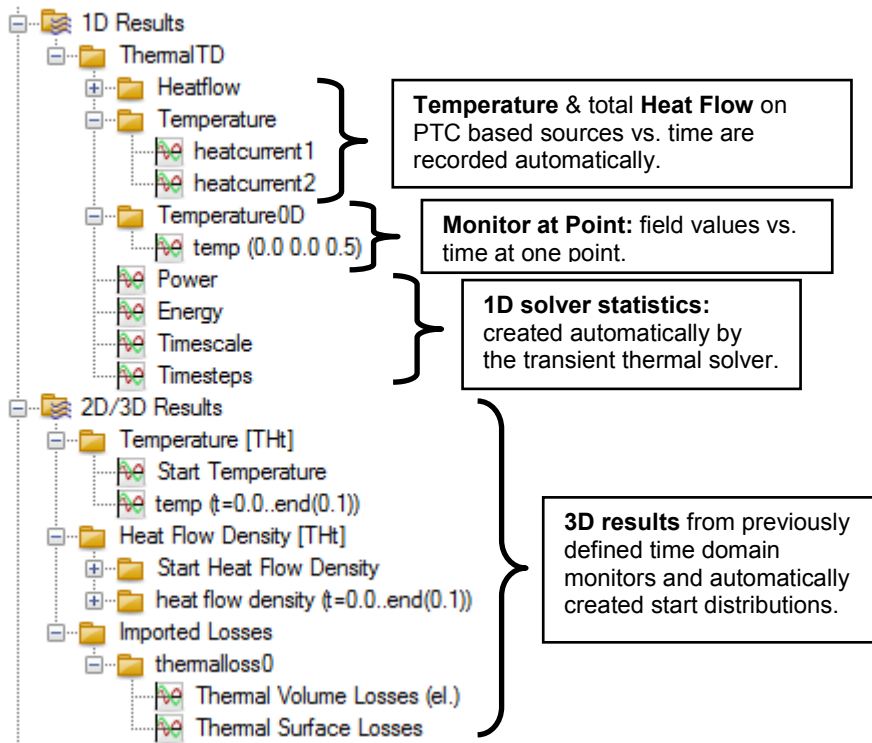 1D Results
ThermalTD
Heatflow
Temperature
heatcurrent1
heatcurrent2
Temperature0D
temp (0.0 0.0 0.5)
Power
Energy
Timescale
Timesteps
2D/3D Results
Temperature [THt]
Start Temperature
temp (t=0.0..end(0.1))
Heat Flow Density [THt]
Start Heat Flow Density
heat flow density (t=0.0..end(0.1))
Imported Losses
thermalloss0
Thermal Volume Losses (el.)
Thermal Surface Losses
Temperature & total Heat Flow on
PTC based sources vs. time are
recorded automatically.
Monitor at Point: field values vs.
time at one point.
1D solver statistics:
created automatically by
the transient thermal solver.
3D results from previously
defined time domain
monitors and automatically
created start distributions.